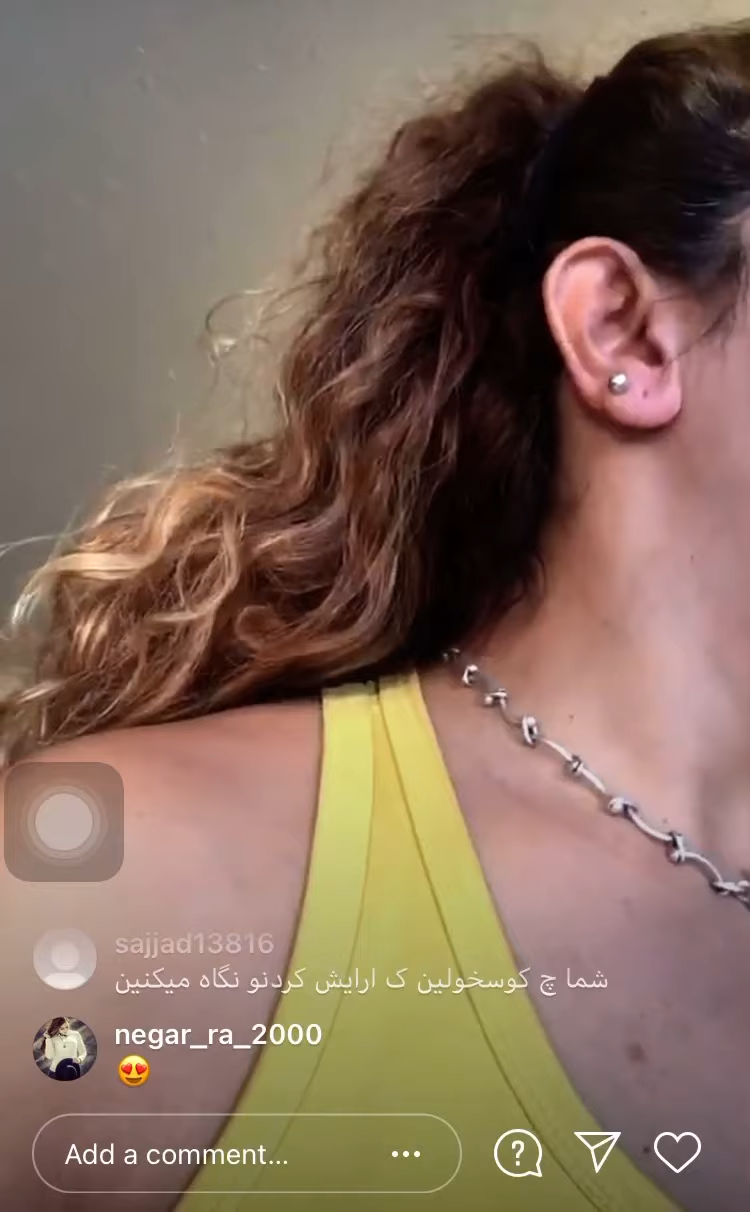 sajjad13816
شما چ کوسخولین ک ارایش کردنو نگاه میکنین
negar_ra_2000
😍
Add a comment...